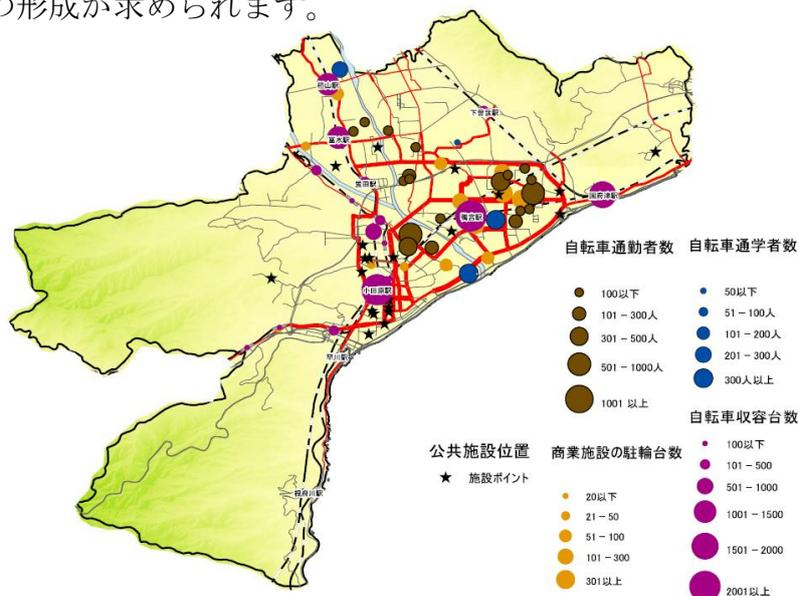 の形成が求められます。
栢山駅
富水駅
下曽我駅
蛍田駅
鴨宮駅
国府津駅
小田原駅
早川駅
根府川駅
自転車通勤者数
100以下
101－300人
301－500人
501－1000人
1001 以上
自転車通学者数
50以下
51－100人
101－200人
201－300人
300人以上
自転車収容台数
100以下
101－500
501－1000
1001－1500
1501－2000
2001以上
公共施設位置
施設ポイント
商業施設の駐輪台数
20以下
21－50
51－100
101－300
301以上